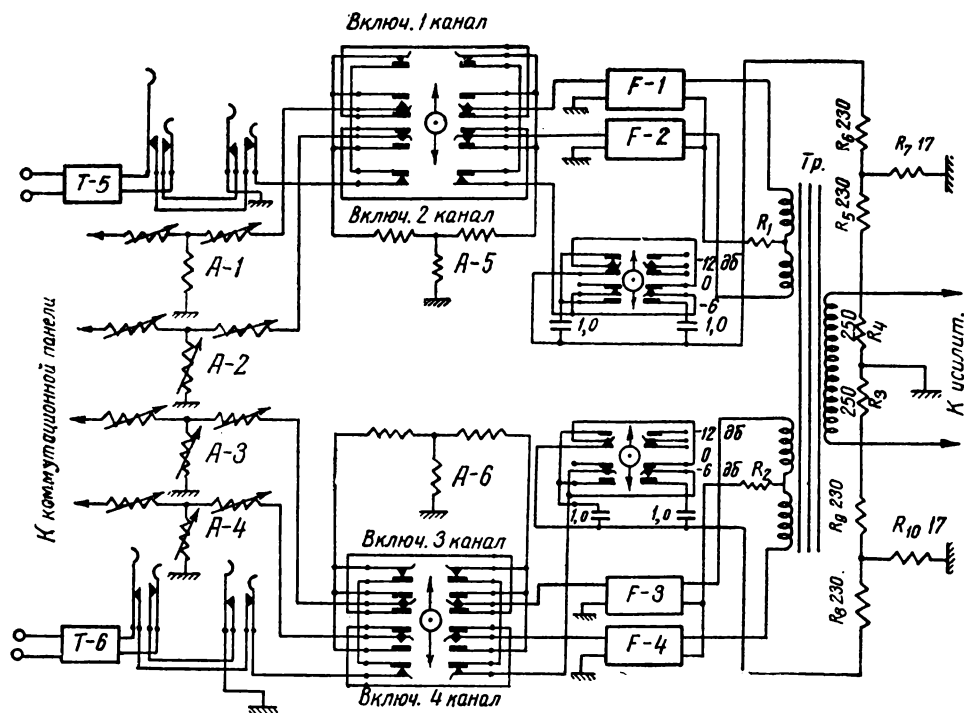 Включ. 1 канал
F-1
F-2
Тр.
R6 230
R7 17
R5 230
Т-5
А-1
Включ. 2 канал
А-5
R1
-12 дб
0
-6
1,0
1,0
250
R4
К исилит.
А-2
К коммутационной панели
А-3
А-6
250
R3
-12 дб
0
-6 дб
R2
1,0
1,0
R9 230
R10 17
А-4
Включ. 3 канал
F-3
R8 230
Т-6
F-4
Включ. 4 канал